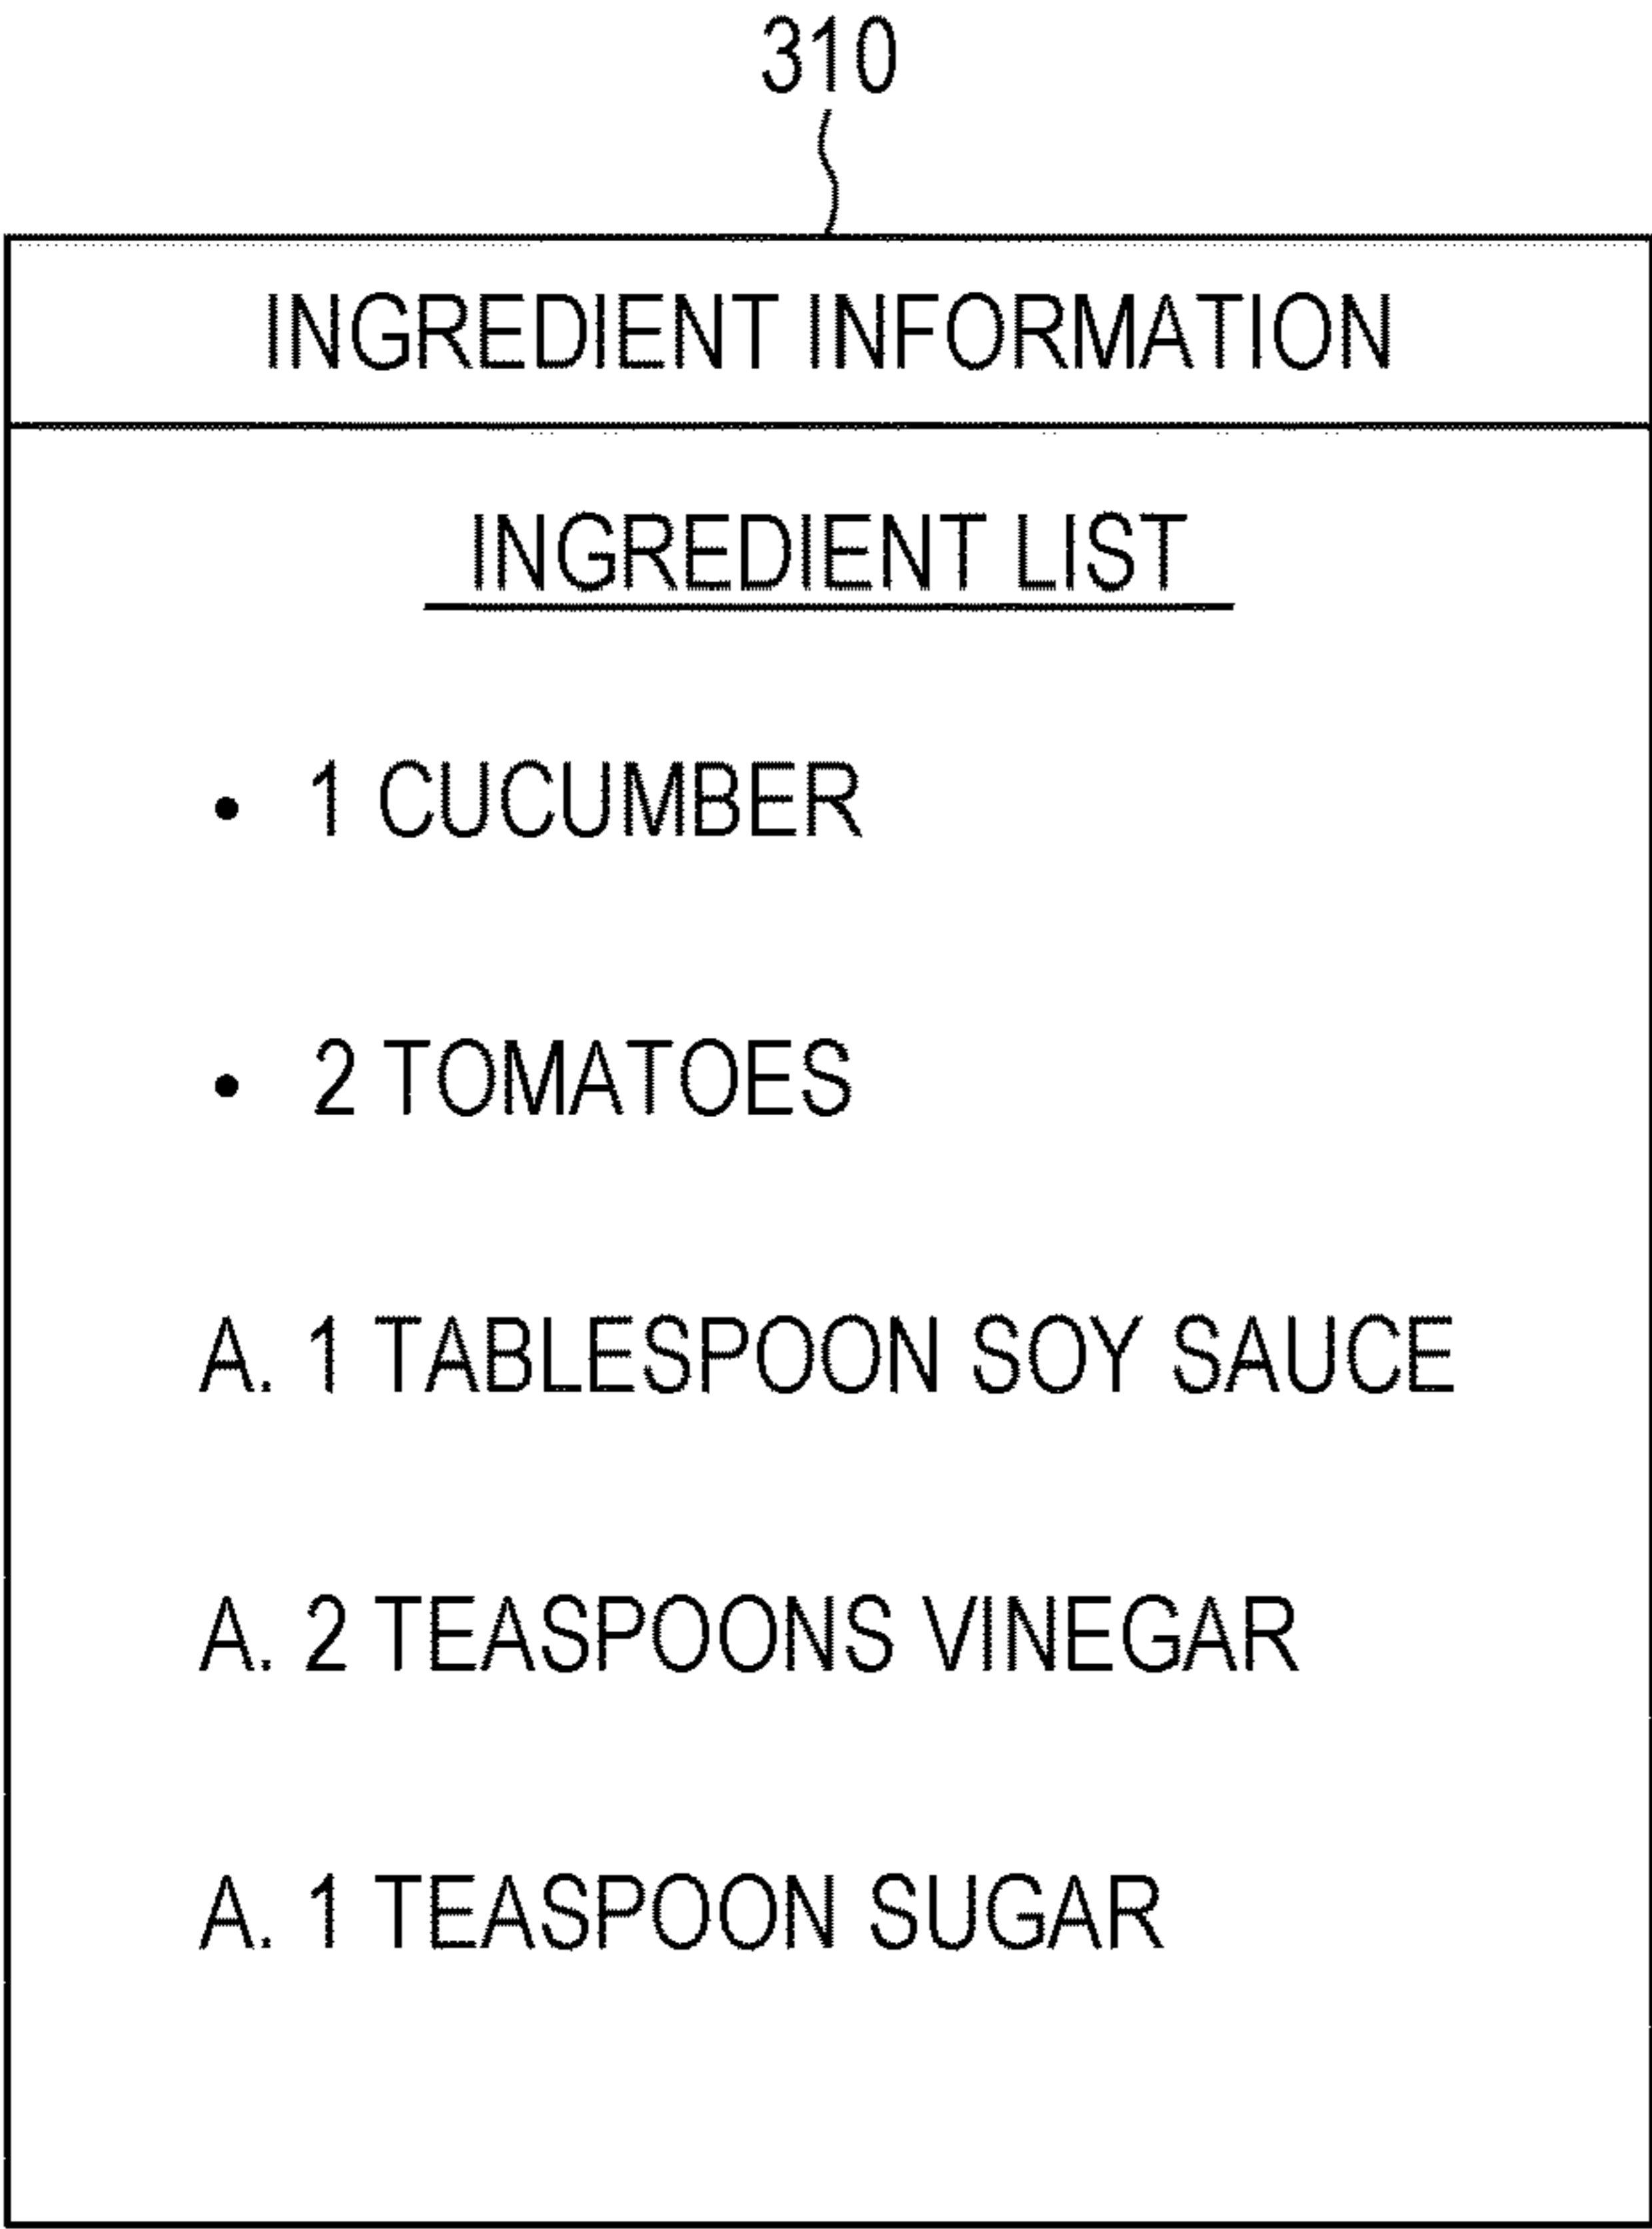 310
INGREDIENT INFORMATION
INGREDIENT LIST
• 1 CUCUMBER
• 2 TOMATOES
A. 1 TABLESPOON SOY SAUCE
A. 2 TEASPOONS VINEGAR
A. 1 TEASPOON SUGAR